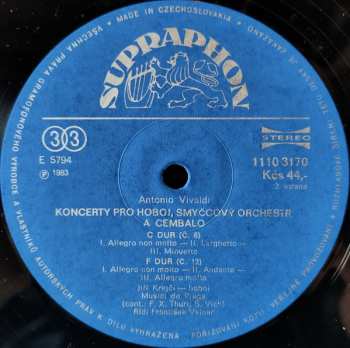 MADE IN CZECHOSLOVAKIA
VŠECHNA PRÁVA GRAMOFONOVÉHO VÝROBCE A VLASTNÍKŮ AUTORSKÝCH PRÁV K DÍLU VYHRAZENA
SUPRAPHON
33
E 5794
Ⓟ 1983
STEREO
1110 3170
Kčs 44,-
2. strana
Antonio Vivaldi
KONCERTY PRO HOBOJ, SMYČCOVÝ ORCHESTR
A CEMBALO
C DUR (Č. 6)
I. Allegro non molto — II. Larghetto —
III. Minuetto
F DUR (Č. 12)
I. Allegro non molto — II. Andante —
III. Allegro molto
Jiří Krejčí — hoboj
Musici de Praga
(cont.: F. X. Thuri, S. Vích)
Řídí František Vajnar